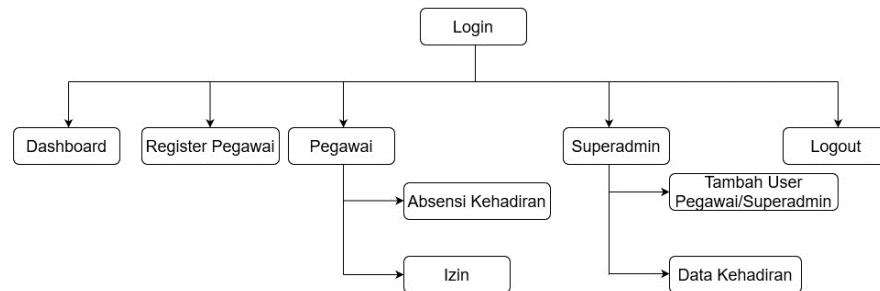 Login
Dashboard
Register Pegawai
Pegawai
Superadmin
Logout
Absensi Kehadiran
Tambah User
Pegawai/Superadmin
Izin
Data Kehadiran